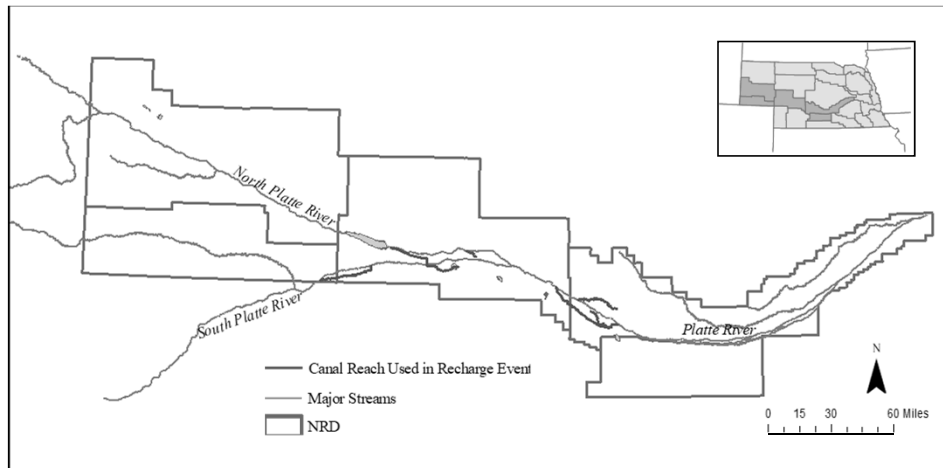 North Platte River
South Platte River
Platte River
Canal Reach Used in Recharge Event
Major Streams
NRD
N
0 15 30 60 Miles